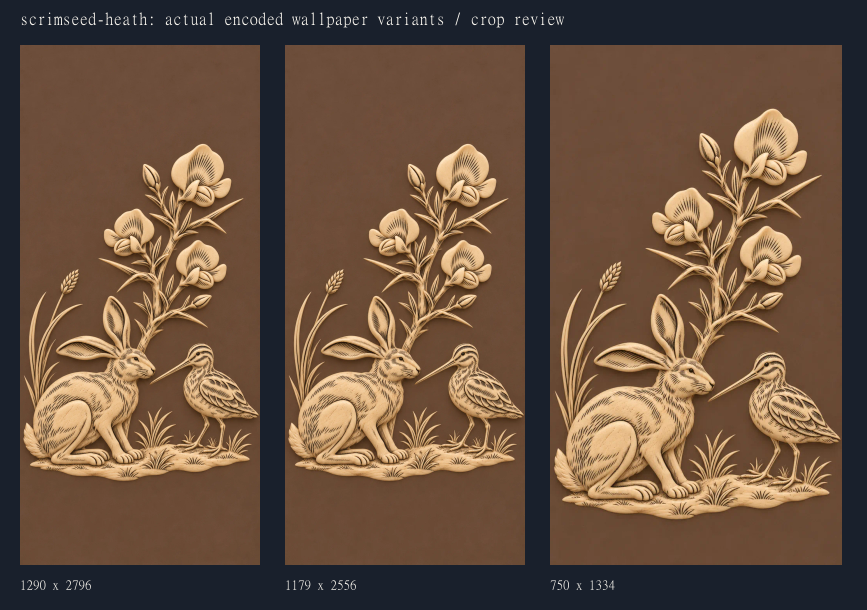 scrimseed-heath: actual encoded wallpaper variants / crop review
1290 x 2796
1179 x 2556
750 x 1334